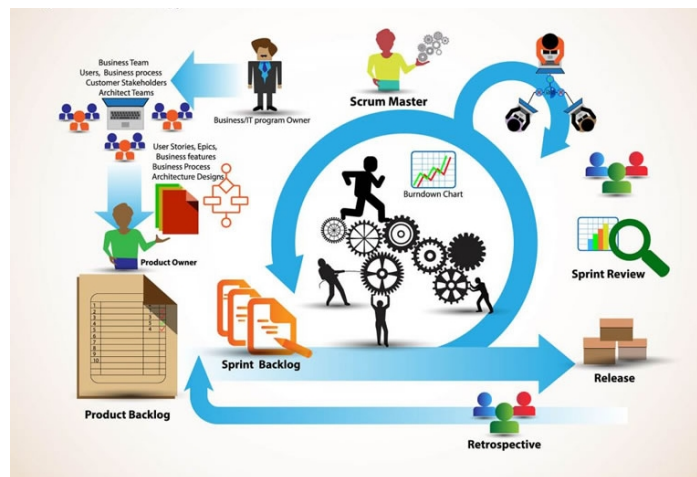 Business Team
Users, Business process
Customer Stakeholders
Architect Teams
Business/IT program Owner
Scrum Master
User Stories, Epics,
Business features
Business Process
Architecture Designs
Burndown Chart
Product Owner
Sprint Review
Sprint Backlog
Release
Product Backlog
Retrospective